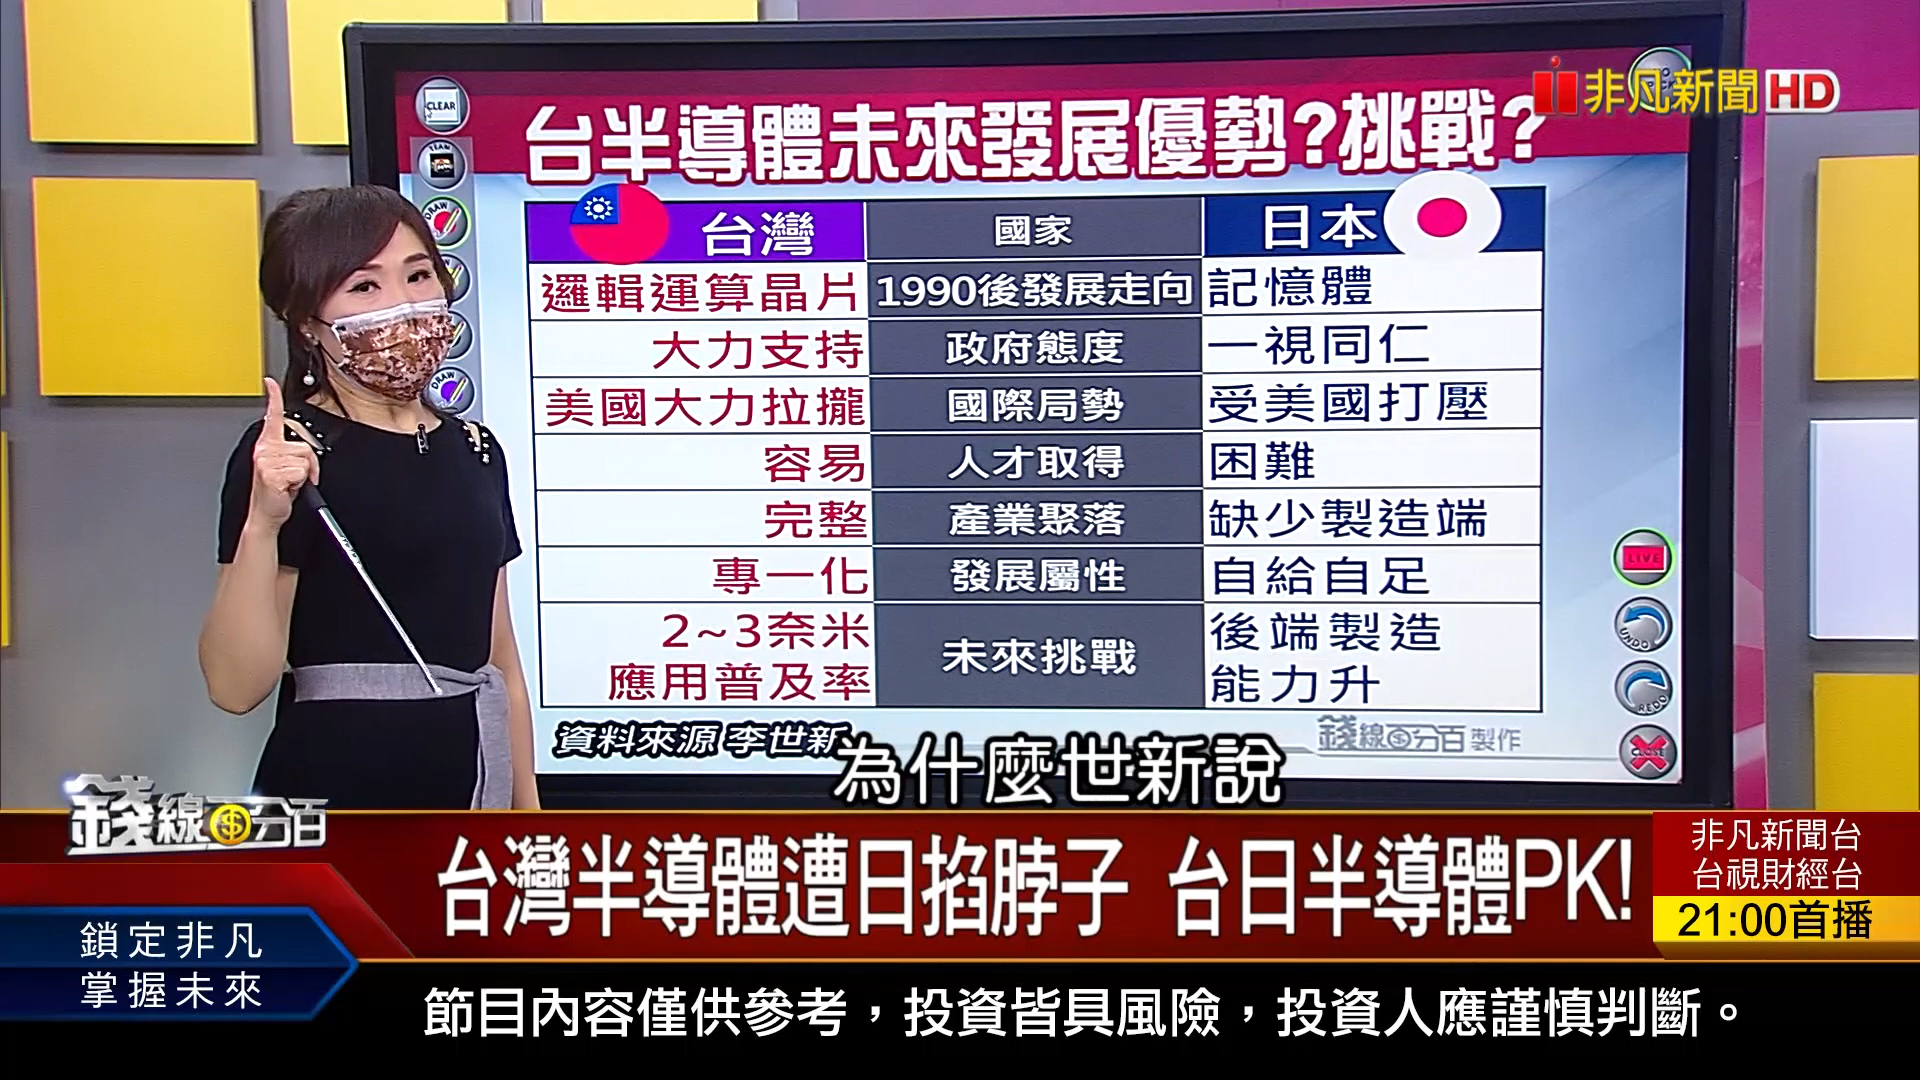 非凡新聞HD
CLEAR
TEAM
DRAW
DRAW
台半導體未來發展優勢?挑戰?
台灣 國家 日本
邏輯運算晶片 1990後發展走向 記憶體
大力支持 政府態度 一視同仁
美國大力拉攏 國際局勢 受美國打壓
容易 人才取得 困難
完整 產業聚落 缺少製造端
專一化 發展屬性 自給自足
2~3奈米 應用普及率 未來挑戰 後端製造 能力升
LIVE
UNDO
REDO
CLOSE
資料來源 李世新
錢線百分百 製作
為什麼世新說
錢線百分百
台灣半導體遭日掐脖子 台日半導體PK!
非凡新聞台
台視財經台
21:00首播
鎖定非凡
掌握未來
節目內容僅供參考，投資皆具風險，投資人應謹慎判斷。